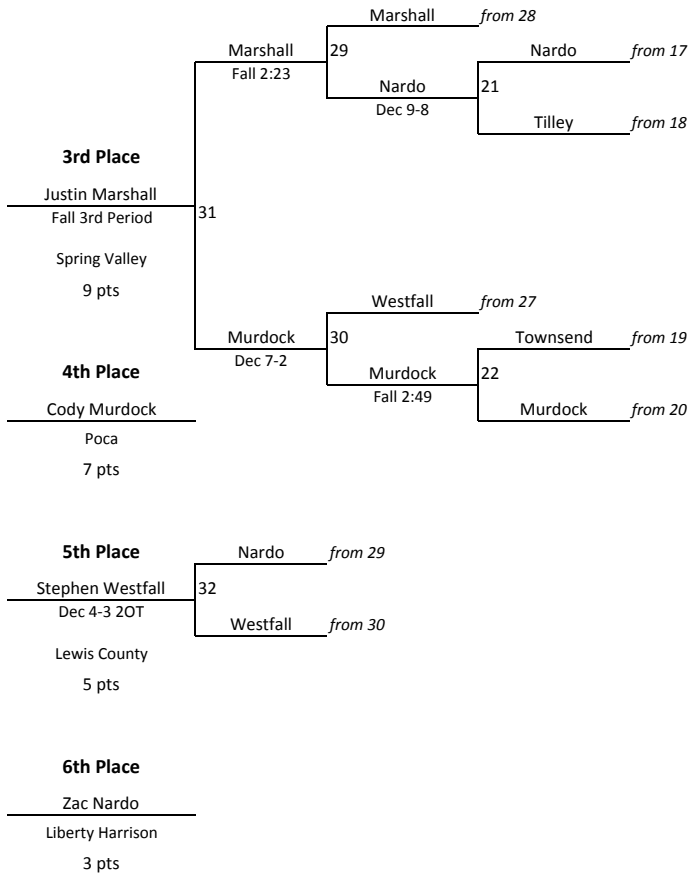 Marshall from 28
Marshall 29 Nardo from 17
Fall 2:23
Nardo 21
Dec 9-8
Tilley from 18
3rd Place
Justin Marshall
Fall 3rd Period 31
Spring Valley
9 pts
Westfall from 27
Murdock 30 Townsend from 19
Dec 7-2
4th Place
Murdock 22
Fall 2:49
Cody Murdock Murdock from 20
Poca
7 pts
5th Place Nardo from 29
Stephen Westfall 32
Dec 4-3 2OT
Westfall from 30
Lewis County
5 pts
6th Place
Zac Nardo
Liberty Harrison
3 pts